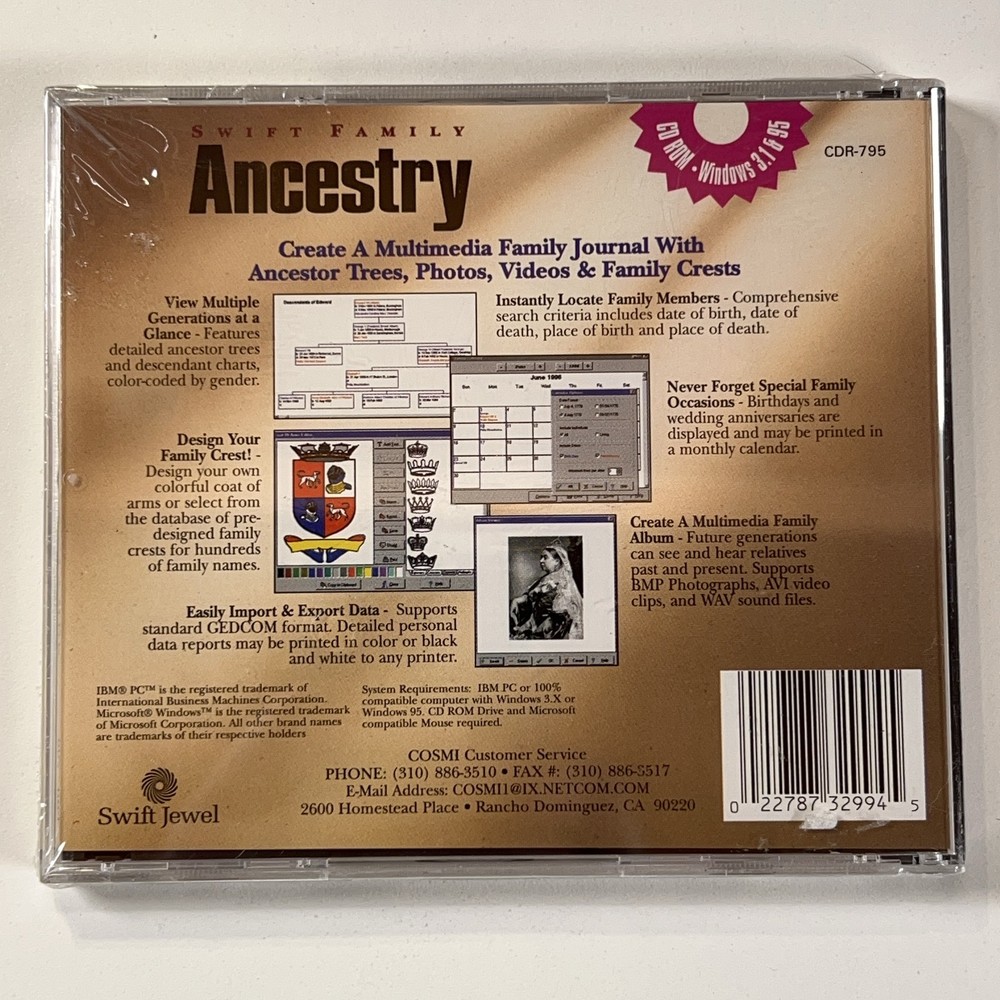 SWIFT FAMILY
Ancestry
CD ROM • Windows 3.1 & 95
CDR-795
Create A Multimedia Family Journal With
Ancestor Trees, Photos, Videos & Family Crests
View Multiple
Generations at a
Glance - Features
detailed ancestor trees
and descendant charts,
color-coded by gender.
Descendants of Edward
Instantly Locate Family Members - Comprehensive
search criteria includes date of birth, date of
death, place of birth and place of death.
June 1996
Sun Mon Tue Wed Thu Fri Sat
Never Forget Special Family
Occasions - Birthdays and
wedding anniversaries are
displayed and may be printed in
a monthly calendar.
Design Your
Family Crest! -
Design your own
colorful coat of
arms or select from
the database of pre-
designed family
crests for hundreds
of family names.
Create A Multimedia Family
Album - Future generations
can see and hear relatives
past and present. Supports
BMP Photographs, AVI video
clips, and WAV sound files.
Easily Import & Export Data - Supports
standard GEDCOM format. Detailed personal
data reports may be printed in color or black
and white to any printer.
IBM® PC™ is the registered trademark of
International Business Machines Corporation.
Microsoft® Windows™ is the registered trademark
of Microsoft Corporation. All other brand names
are trademarks of their respective holders
System Requirements: IBM PC or 100%
compatible computer with Windows 3.X or
Windows 95. CD ROM Drive and Microsoft
compatible Mouse required.
COSMI Customer Service
PHONE: (310) 886-3510 • FAX #: (310) 886-5517
E-Mail Address: COSMI1@IX.NETCOM.COM
2600 Homestead Place • Rancho Dominguez, CA 90220
Swift Jewel
0 22787 32994 5